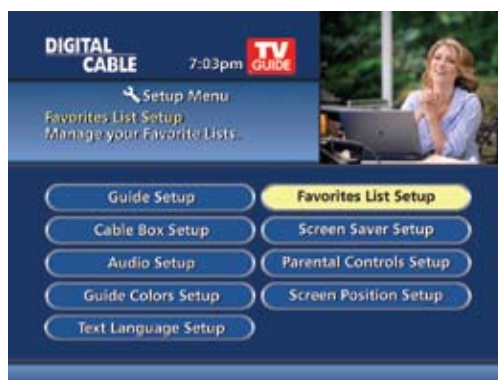 DIGITAL
CABLE
7:03pm
TV
GUIDE
Setup Menu
Favorites List Setup
Manage your Favorite Lists.
Guide Setup
Favorites List Setup
Cable Box Setup
Screen Saver Setup
Audio Setup
Parental Controls Setup
Guide Colors Setup
Screen Position Setup
Text Language Setup